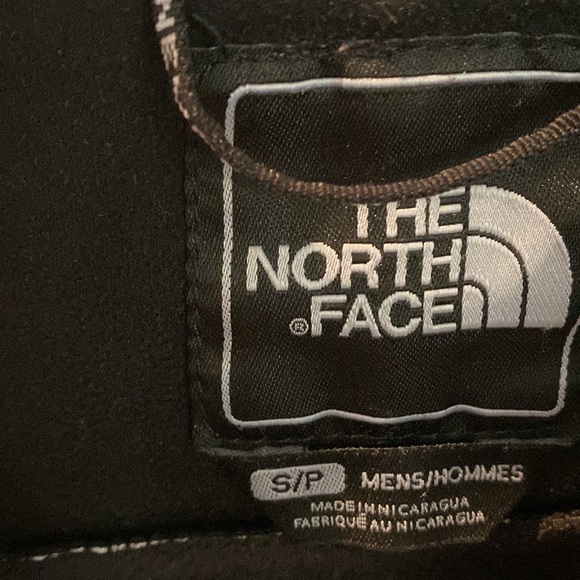 THE
NORTH
FACE
S/P MENS/HOMMES
MADE IN NICARAGUA
FABRIQUÉ AU NICARAGUA